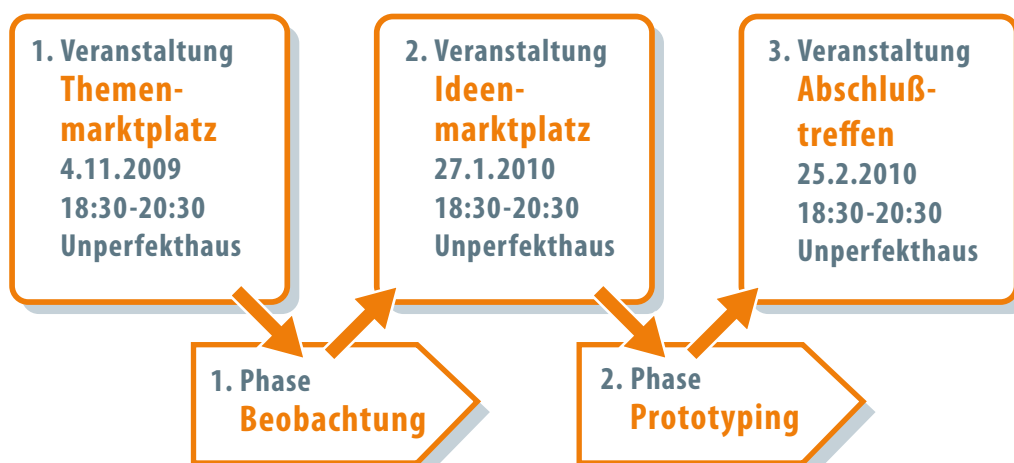 1. Veranstaltung
Themen-
marktplatz
4.11.2009
18:30-20:30
Unperfekthaus
2. Veranstaltung
Ideen-
marktplatz
27.1.2010
18:30-20:30
Unperfekthaus
3. Veranstaltung
Abschluß-
treffen
25.2.2010
18:30-20:30
Unperfekthaus
1. Phase
Beobachtung
2. Phase
Prototyping